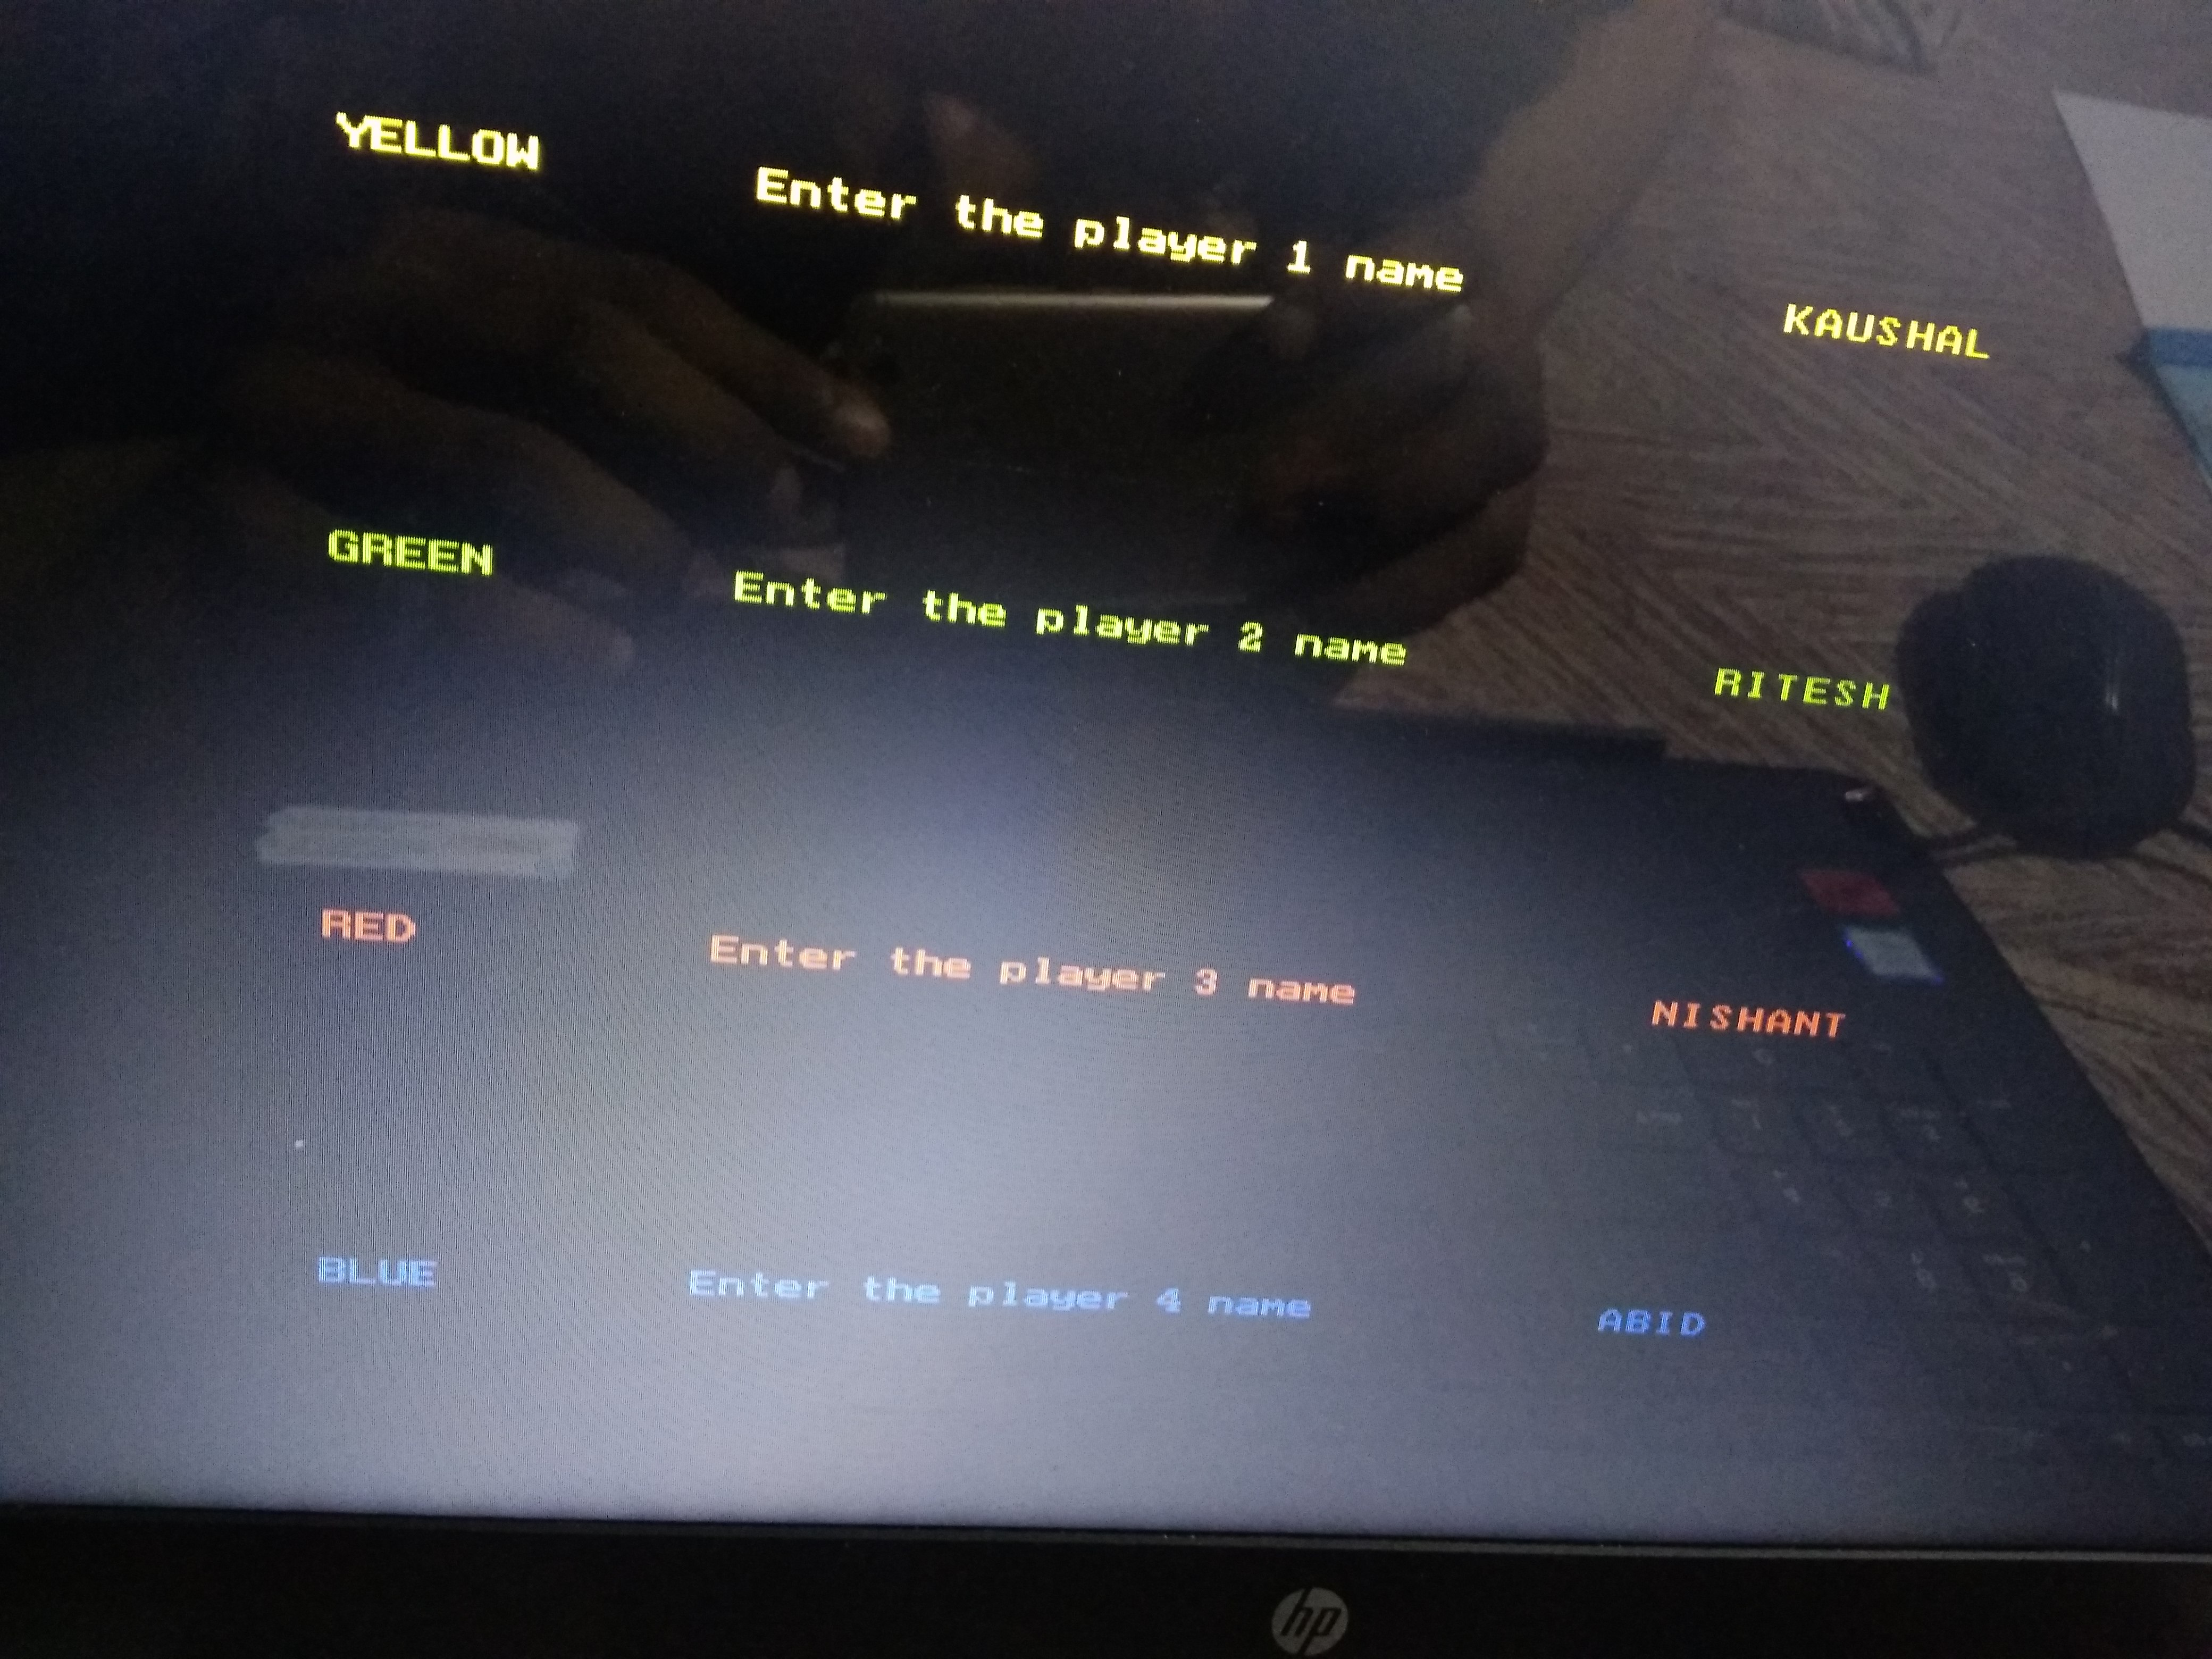 YELLOW
Enter the player 1 name
KAUSHAL
GREEN
Enter the player 2 name
RITESH
RED
Enter the player 3 name
NISHANT
BLUE
Enter the player 4 name
ABID
hp